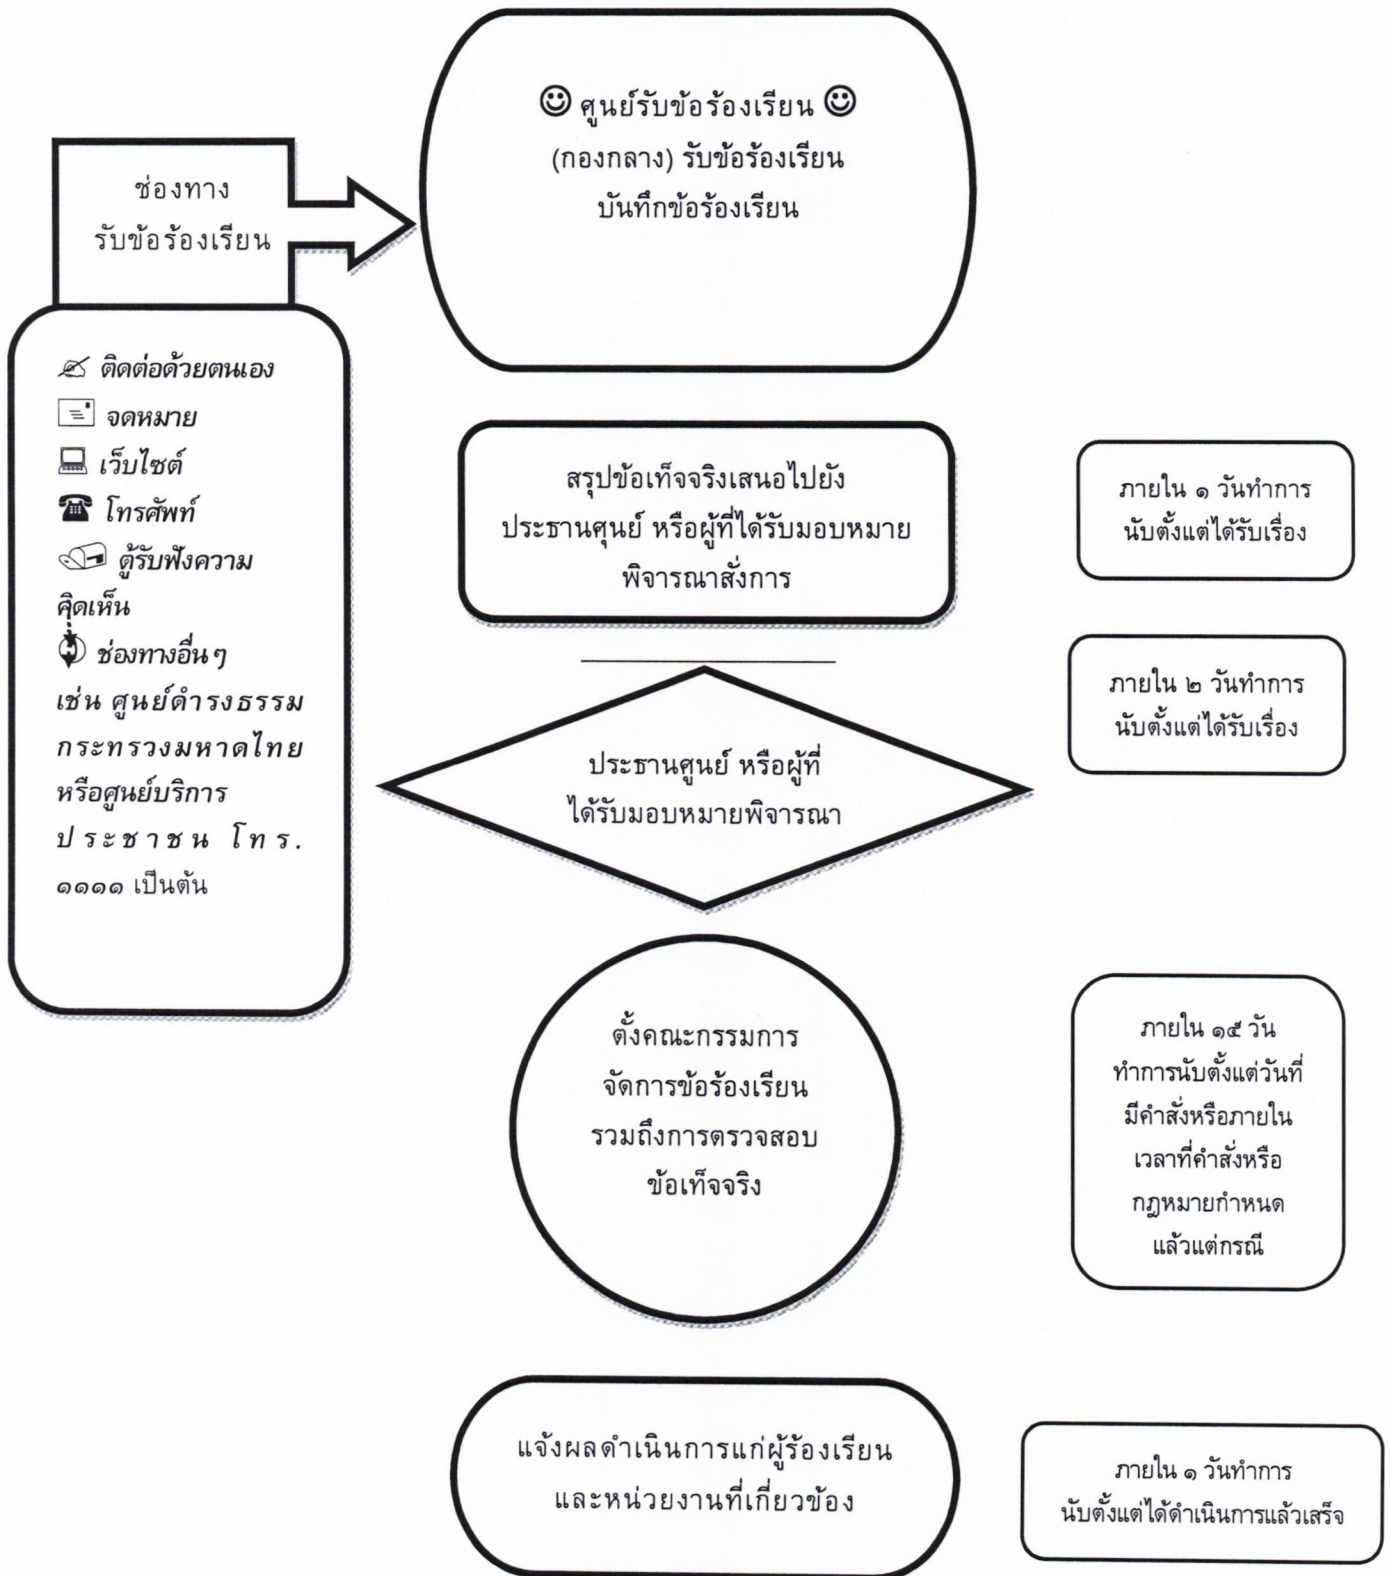 ☺ ศูนย์รับข้อร้องเรียน ☺
(กองกลาง) รับข้อร้องเรียน
บันทึกข้อร้องเรียน
ช่องทาง
รับข้อร้องเรียน
ติดต่อด้วยตนเอง
จดหมาย
เว็บไซต์
โทรศัพท์
ตู้รับฟังความ
คิดเห็น
ช่องทางอื่นๆ
เช่น ศูนย์ดำรงธรรม
กระทรวงมหาดไทย
หรือศูนย์บริการ
ประชาชน โทร.
๑๑๑๑ เป็นต้น
สรุปข้อเท็จจริงเสนอไปยัง
ประธานศูนย์ หรือผู้ที่ได้รับมอบหมาย
พิจารณาสั่งการ
ภายใน ๑ วันทำการ
นับตั้งแต่ได้รับเรื่อง
ประธานศูนย์ หรือผู้ที่
ได้รับมอบหมายพิจารณา
ภายใน ๒ วันทำการ
นับตั้งแต่ได้รับเรื่อง
ตั้งคณะกรรมการ
จัดการข้อร้องเรียน
รวมถึงการตรวจสอบ
ข้อเท็จจริง
ภายใน ๑๕ วัน
ทำการนับตั้งแต่วันที่
มีคำสั่งหรือภายใน
เวลาที่คำสั่งหรือ
กฎหมายกำหนด
แล้วแต่กรณี
แจ้งผลดำเนินการแก่ผู้ร้องเรียน
และหน่วยงานที่เกี่ยวข้อง
ภายใน ๑ วันทำการ
นับตั้งแต่ได้ดำเนินการแล้วเสร็จ